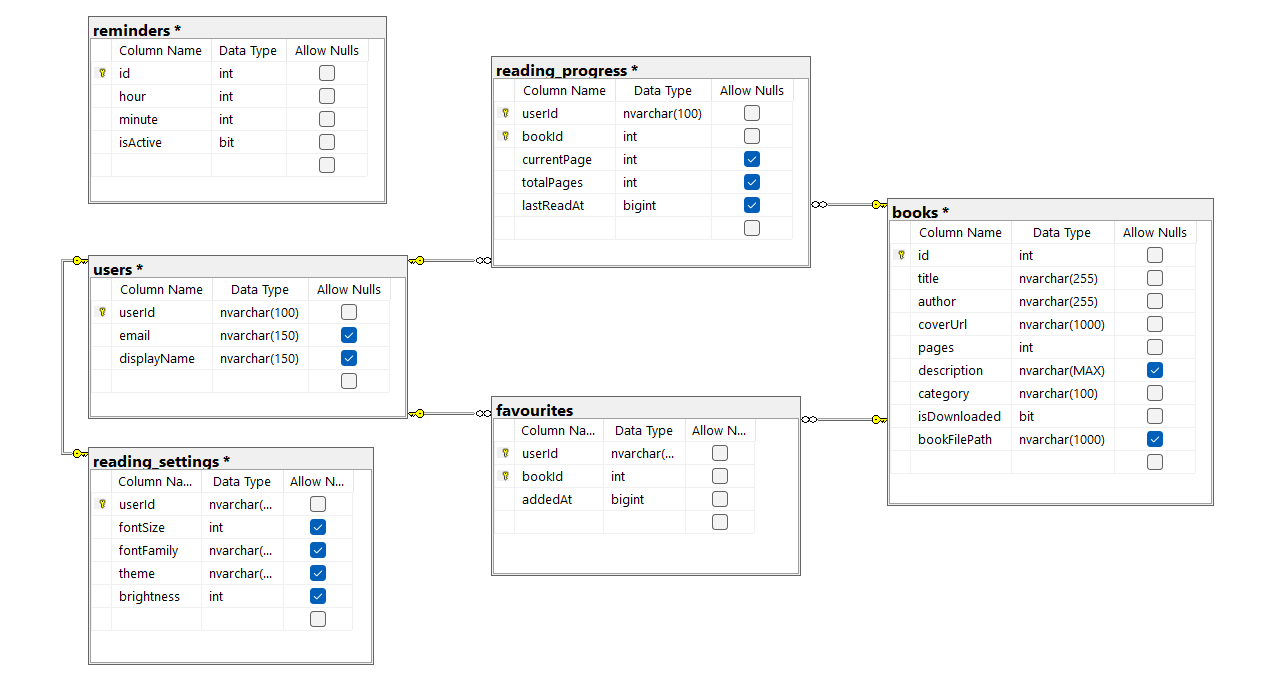 reminders *
Column Name Data Type Allow Nulls
id int
hour int
minute int
isActive bit
reading_progress *
Column Name Data Type Allow Nulls
userId nvarchar(100)
bookId int
currentPage int
totalPages int
lastReadAt bigint
books *
Column Name Data Type Allow Nulls
id int
title nvarchar(255)
author nvarchar(255)
coverUrl nvarchar(1000)
pages int
description nvarchar(MAX)
category nvarchar(100)
isDownloaded bit
bookFilePath nvarchar(1000)
users *
Column Name Data Type Allow Nulls
userId nvarchar(100)
email nvarchar(150)
displayName nvarchar(150)
favourites
Column Na... Data Type Allow N...
userId nvarchar(...
bookId int
addedAt bigint
reading_settings *
Column Na... Data Type Allow N...
userId nvarchar(...
fontSize int
fontFamily nvarchar(...
theme nvarchar(...
brightness int